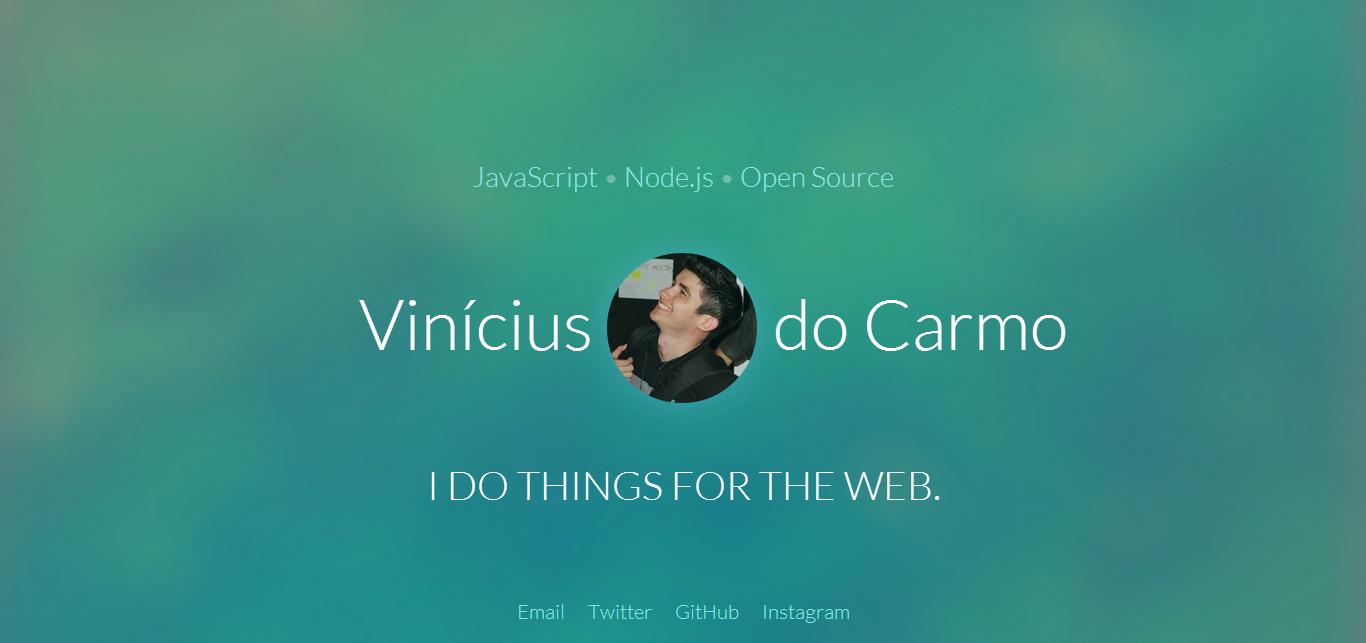 JavaScript • Node.js • Open Source
Vinícius do Carmo
I DO THINGS FOR THE WEB.
Email Twitter GitHub Instagram